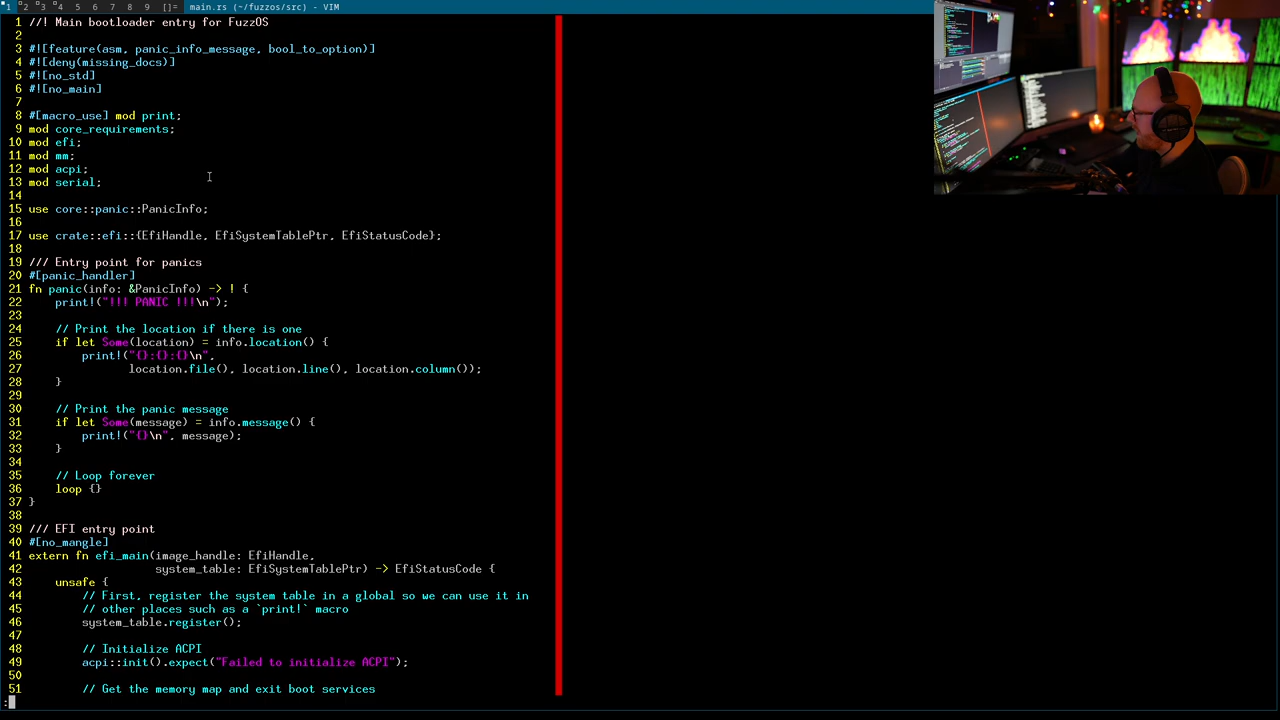 1 2 3 4 5 6 7 8 9 []= main.rs (~/fuzzos/src) - VIM
1 //! Main bootloader entry for FuzzOS
2
3 #![feature(asm, panic_info_message, bool_to_option)]
4 #![deny(missing_docs)]
5 #![no_std]
6 #![no_main]
7
8 #[macro_use] mod print;
9 mod core_requirements;
10 mod efi;
11 mod mm;
12 mod acpi;
13 mod serial;
14
15 use core::panic::PanicInfo;
16
17 use crate::efi::{EfiHandle, EfiSystemTablePtr, EfiStatusCode};
18
19 /// Entry point for panics
20 #[panic_handler]
21 fn panic(info: &PanicInfo) -> ! {
22     print!("!!! PANIC !!!\n");
23
24     // Print the location if there is one
25     if let Some(location) = info.location() {
26         print!("{}:{}:{}\n",
27                location.file(), location.line(), location.column());
28     }
29
30     // Print the panic message
31     if let Some(message) = info.message() {
32         print!("{}\n", message);
33     }
34
35     // Loop forever
36     loop {}
37 }
38
39 /// EFI entry point
40 #[no_mangle]
41 extern fn efi_main(image_handle: EfiHandle,
42                    system_table: EfiSystemTablePtr) -> EfiStatusCode {
43     unsafe {
44         // First, register the system table in a global so we can use it in
45         // other places such as a `print!` macro
46         system_table.register();
47
48         // Initialize ACPI
49         acpi::init().expect("Failed to initialize ACPI");
50
51         // Get the memory map and exit boot services
: